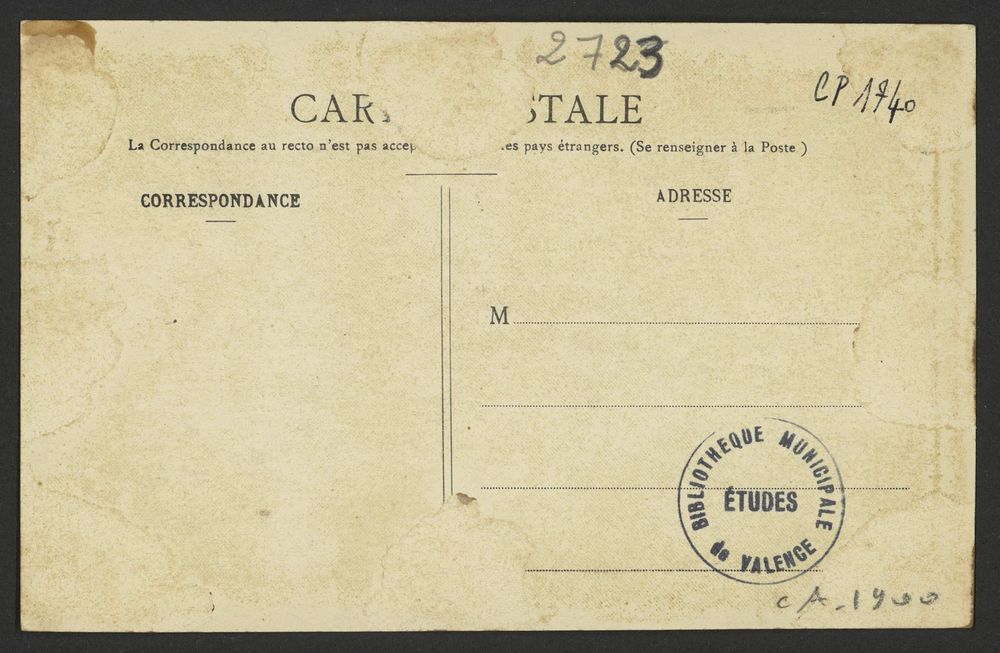 2723
CP 1740
CAR STALE
La Correspondance au recto n'est pas accep es pays étrangers. (Se renseigner à la Poste )
CORRESPONDANCE
ADRESSE
M
BIBLIOTHEQUE MUNICIPALE
ÉTUDES
de VALENCE
CA. 1900